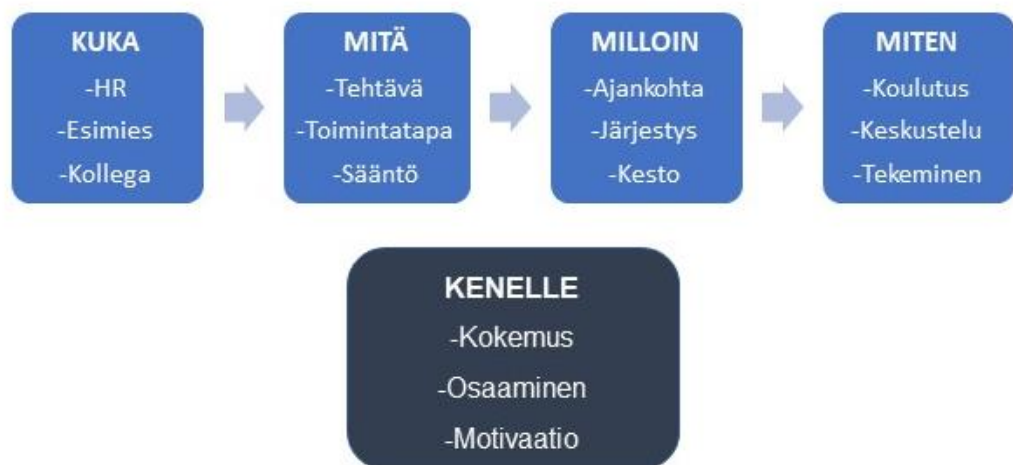 KUKA
-HR
-Esimies
-Kollega
MITÄ
-Tehtävä
-Toimintatapa
-Sääntö
MILLOIN
-Ajankohta
-Järjestys
-Kesto
MITEN
-Koulutus
-Keskustelu
-Tekeminen
KENELLE
-Kokemus
-Osaaminen
-Motivaatio